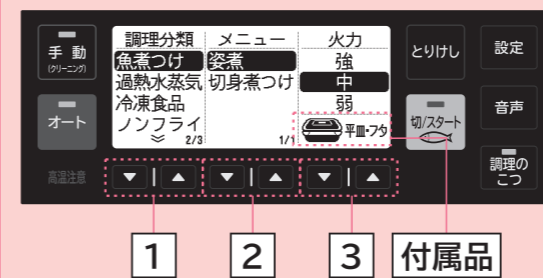 手動
(クリーニング)
オート
高温注意
調理分類 メニュー 火力
魚煮つけ 姿煮 強
過熱水蒸気 切身煮つけ 中
冷凍食品 弱
ノンフライ
2/3 1/1 平皿・フタ
▼ | ▲ ▼ | ▲ ▼ | ▲
とりけし
切/スタート
設定
音声
調理の
こつ
1 2 3 付属品